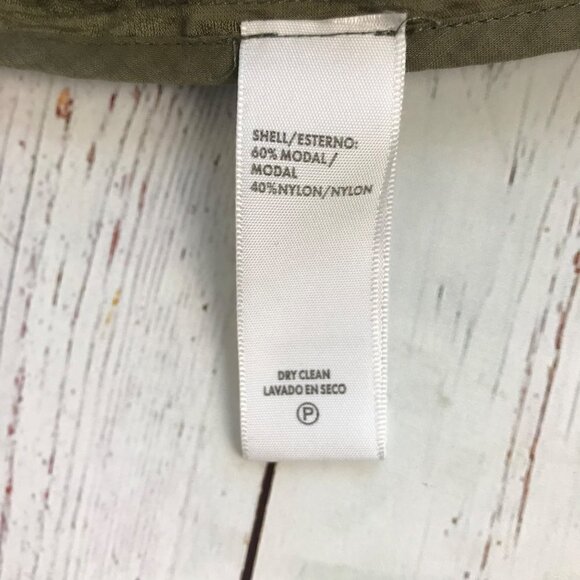 SHELL/ESTERNO:
60% MODAL/
MODAL
40%NYLON/NYLON
DRY CLEAN
LAVADO EN SECO
P